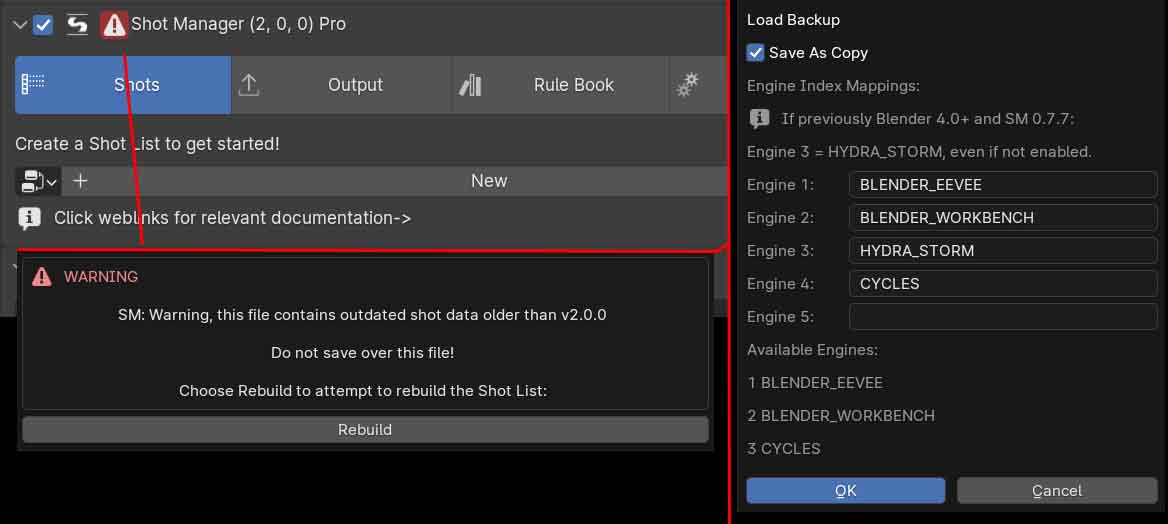 Shot Manager (2, 0, 0) Pro
Shots
Output
Rule Book
Create a Shot List to get started!
New
Click weblinks for relevant documentation->
WARNING
SM: Warning, this file contains outdated shot data older than v2.0.0
Do not save over this file!
Choose Rebuild to attempt to rebuild the Shot List:
Rebuild
Load Backup
Save As Copy
Engine Index Mappings:
If previously Blender 4.0+ and SM 0.7.7:
Engine 3 = HYDRA_STORM, even if not enabled.
Engine 1: BLENDER_EEVEE
Engine 2: BLENDER_WORKBENCH
Engine 3: HYDRA_STORM
Engine 4: CYCLES
Engine 5:
Available Engines:
1 BLENDER_EEVEE
2 BLENDER_WORKBENCH
3 CYCLES
OK
Cancel